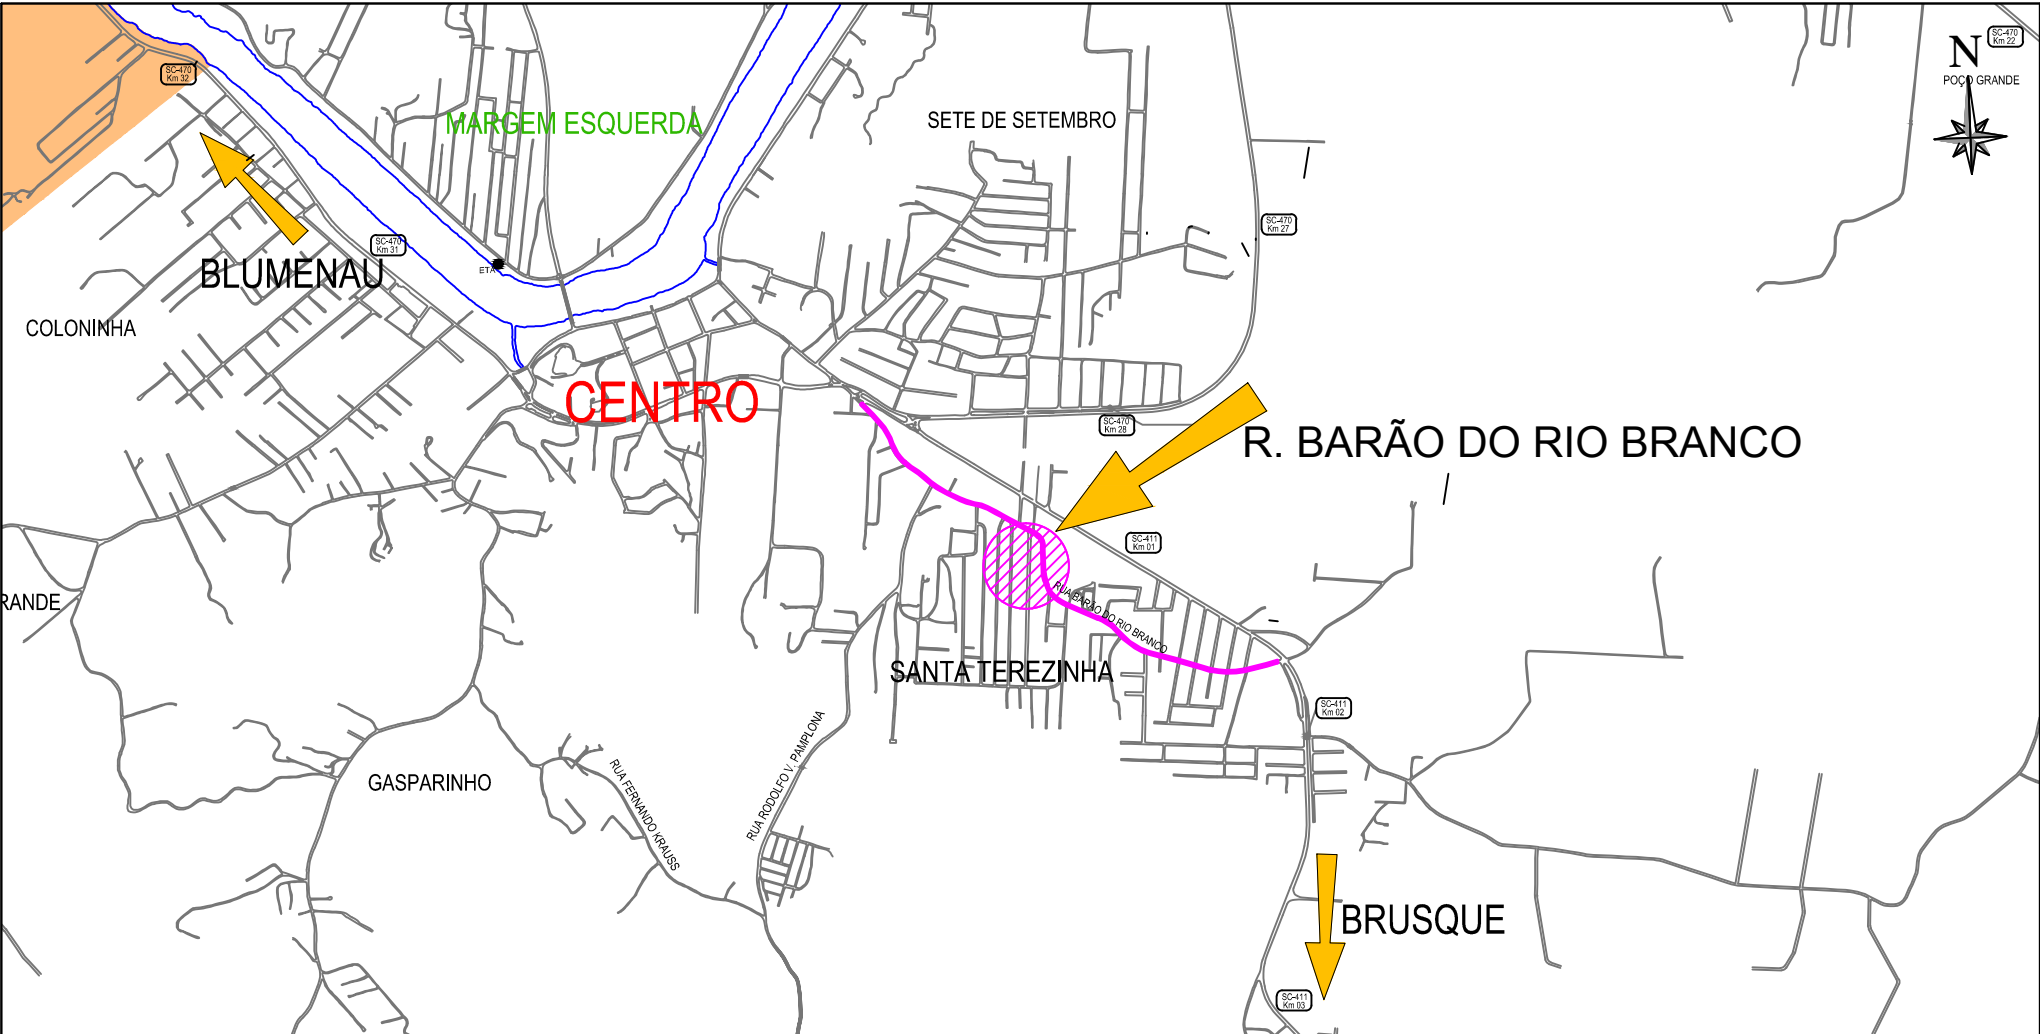 SC-470
Km 22
N
POÇO GRANDE
SC-470
Km 32
MARGEM ESQUERDA
SETE DE SETEMBRO
SC-470
Km 27
SC-470
Km 31
ETA
BLUMENAU
COLONINHA
CENTRO
SC-470
Km 28
R. BARÃO DO RIO BRANCO
SC-411
Km 01
RANDE
RUA BARÃO DO RIO BRANCO
SANTA TEREZINHA
SC-411
Km 02
GASPARINHO
RUA FERNANDO KRAUSS
RUA RODOLFO V. PAMPLONA
BRUSQUE
SC-411
Km 03